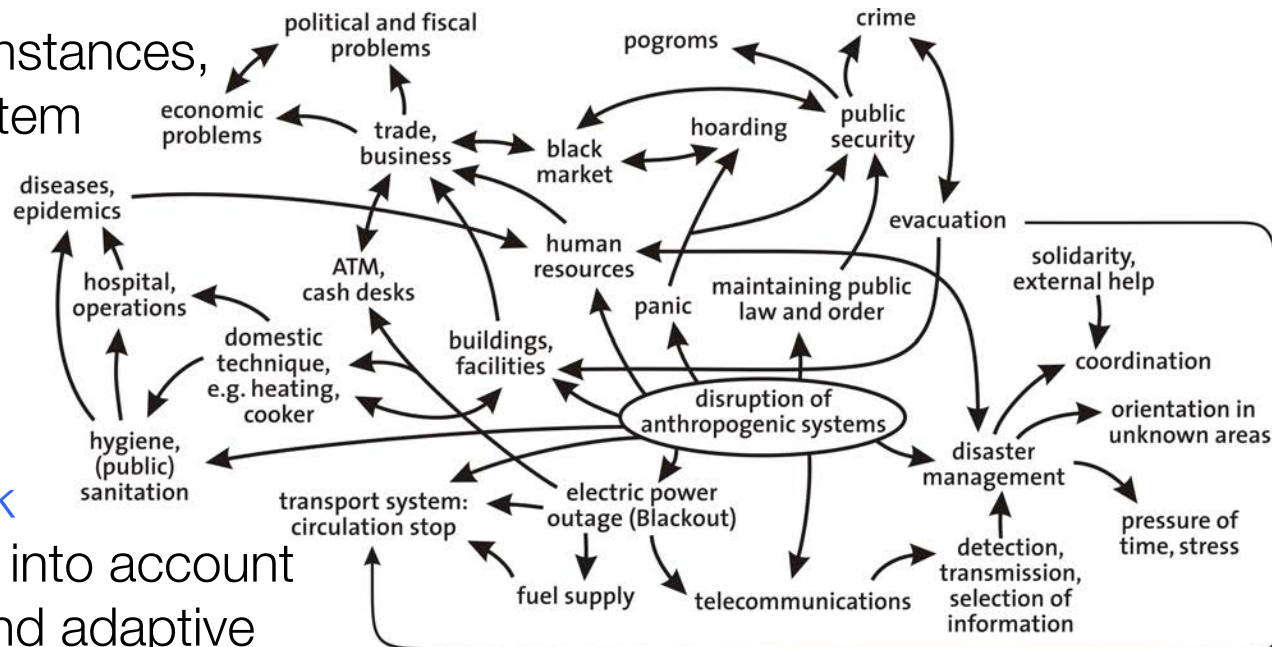 nstances,
tem
k
into account
nd adaptive
political and fiscal
problems
economic
problems
trade,
business
pogroms
crime
public
security
hoarding
black
market
diseases,
epidemics
evacuation
human
resources
solidarity,
external help
hospital,
operations
ATM,
cash desks
panic
maintaining public
law and order
domestic
technique,
e.g. heating,
cooker
buildings,
facilities
coordination
disruption of
anthropogenic systems
orientation in
unknown areas
hygiene,
(public)
sanitation
disaster
management
transport system:
circulation stop
electric power
outage (Blackout)
pressure of
time, stress
detection,
transmission,
selection of
information
fuel supply
telecommunications